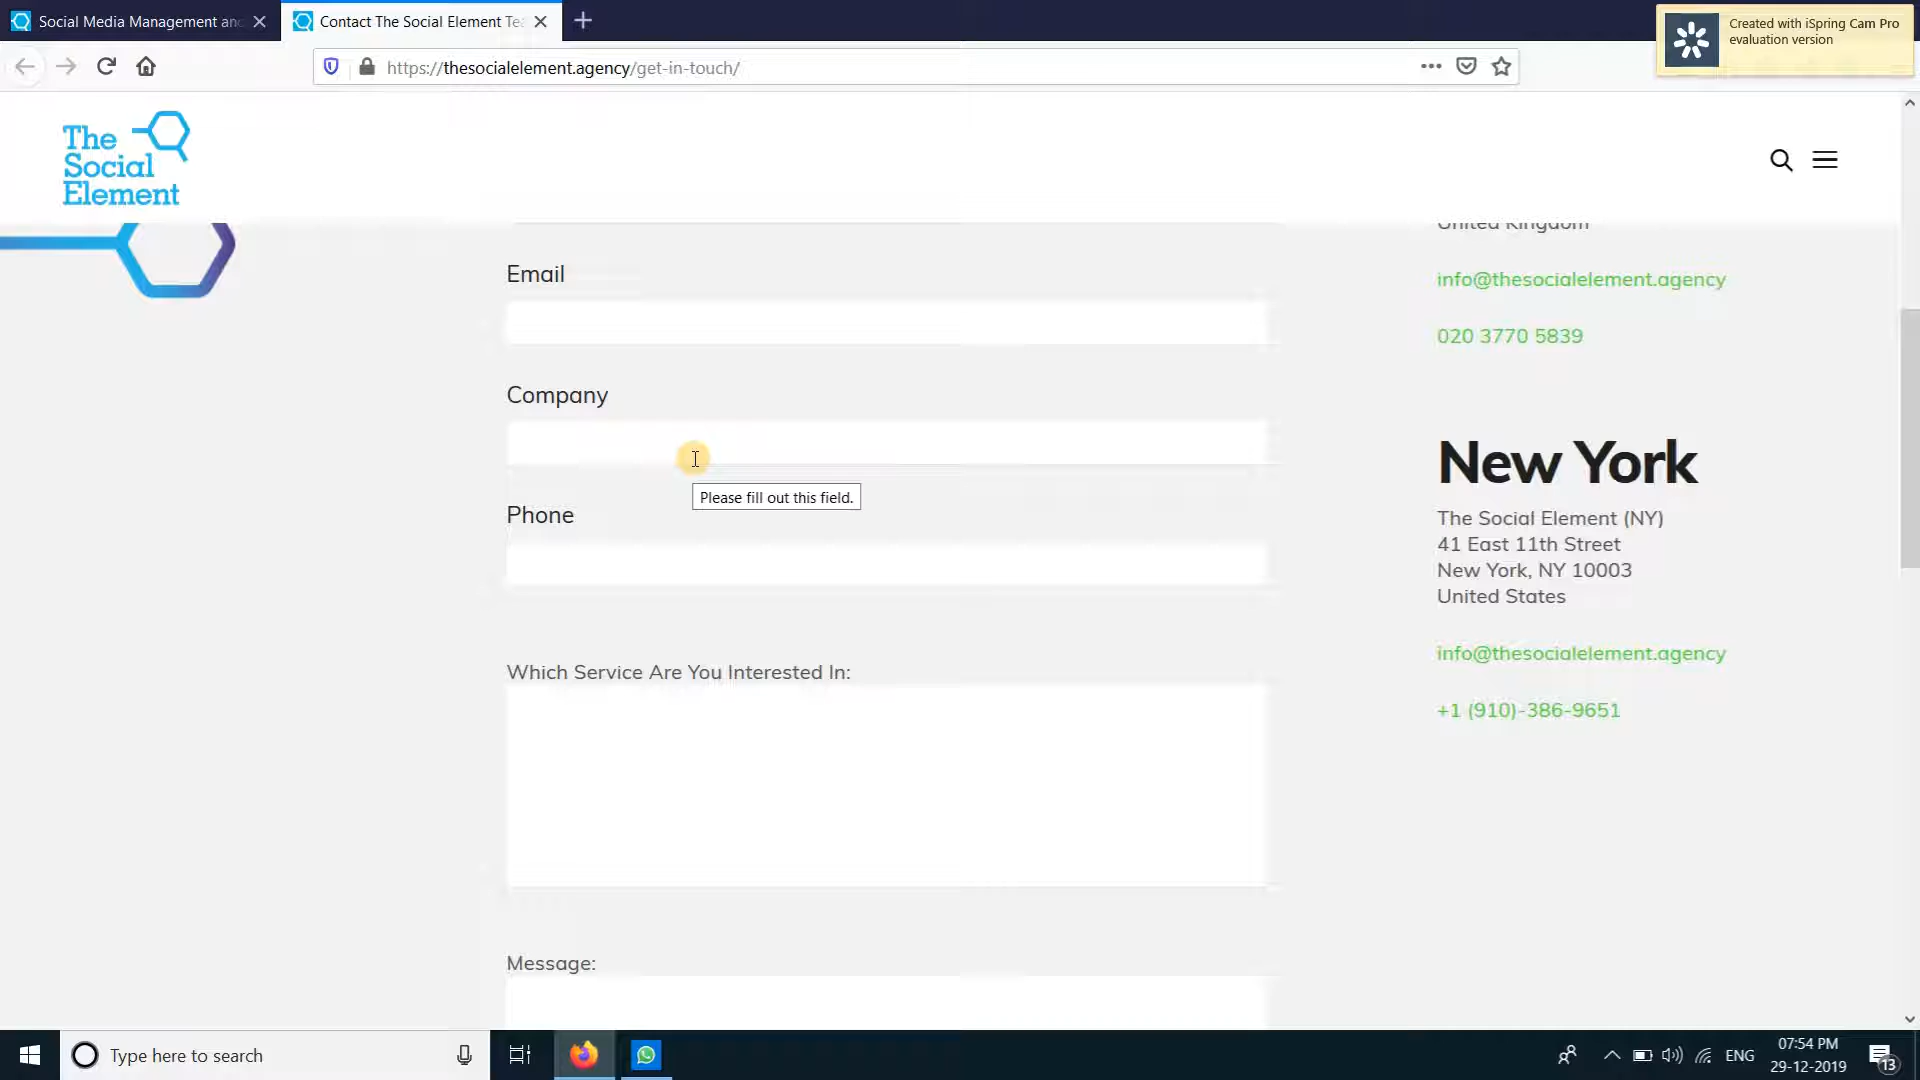 Social Media Management and
Contact The Social Element Te
Created with iSpring Cam Pro
evaluation version
https://thesocialelement.agency/get-in-touch/
The
Social
Element
United Kingdom
Email
info@thesocialelement.agency
020 3770 5839
Company
Please fill out this field.
Phone
New York
The Social Element (NY)
41 East 11th Street
New York, NY 10003
United States
info@thesocialelement.agency
+1 (910)-386-9651
Which Service Are You Interested In:
Message:
Type here to search
ENG
07:54 PM
29-12-2019
13